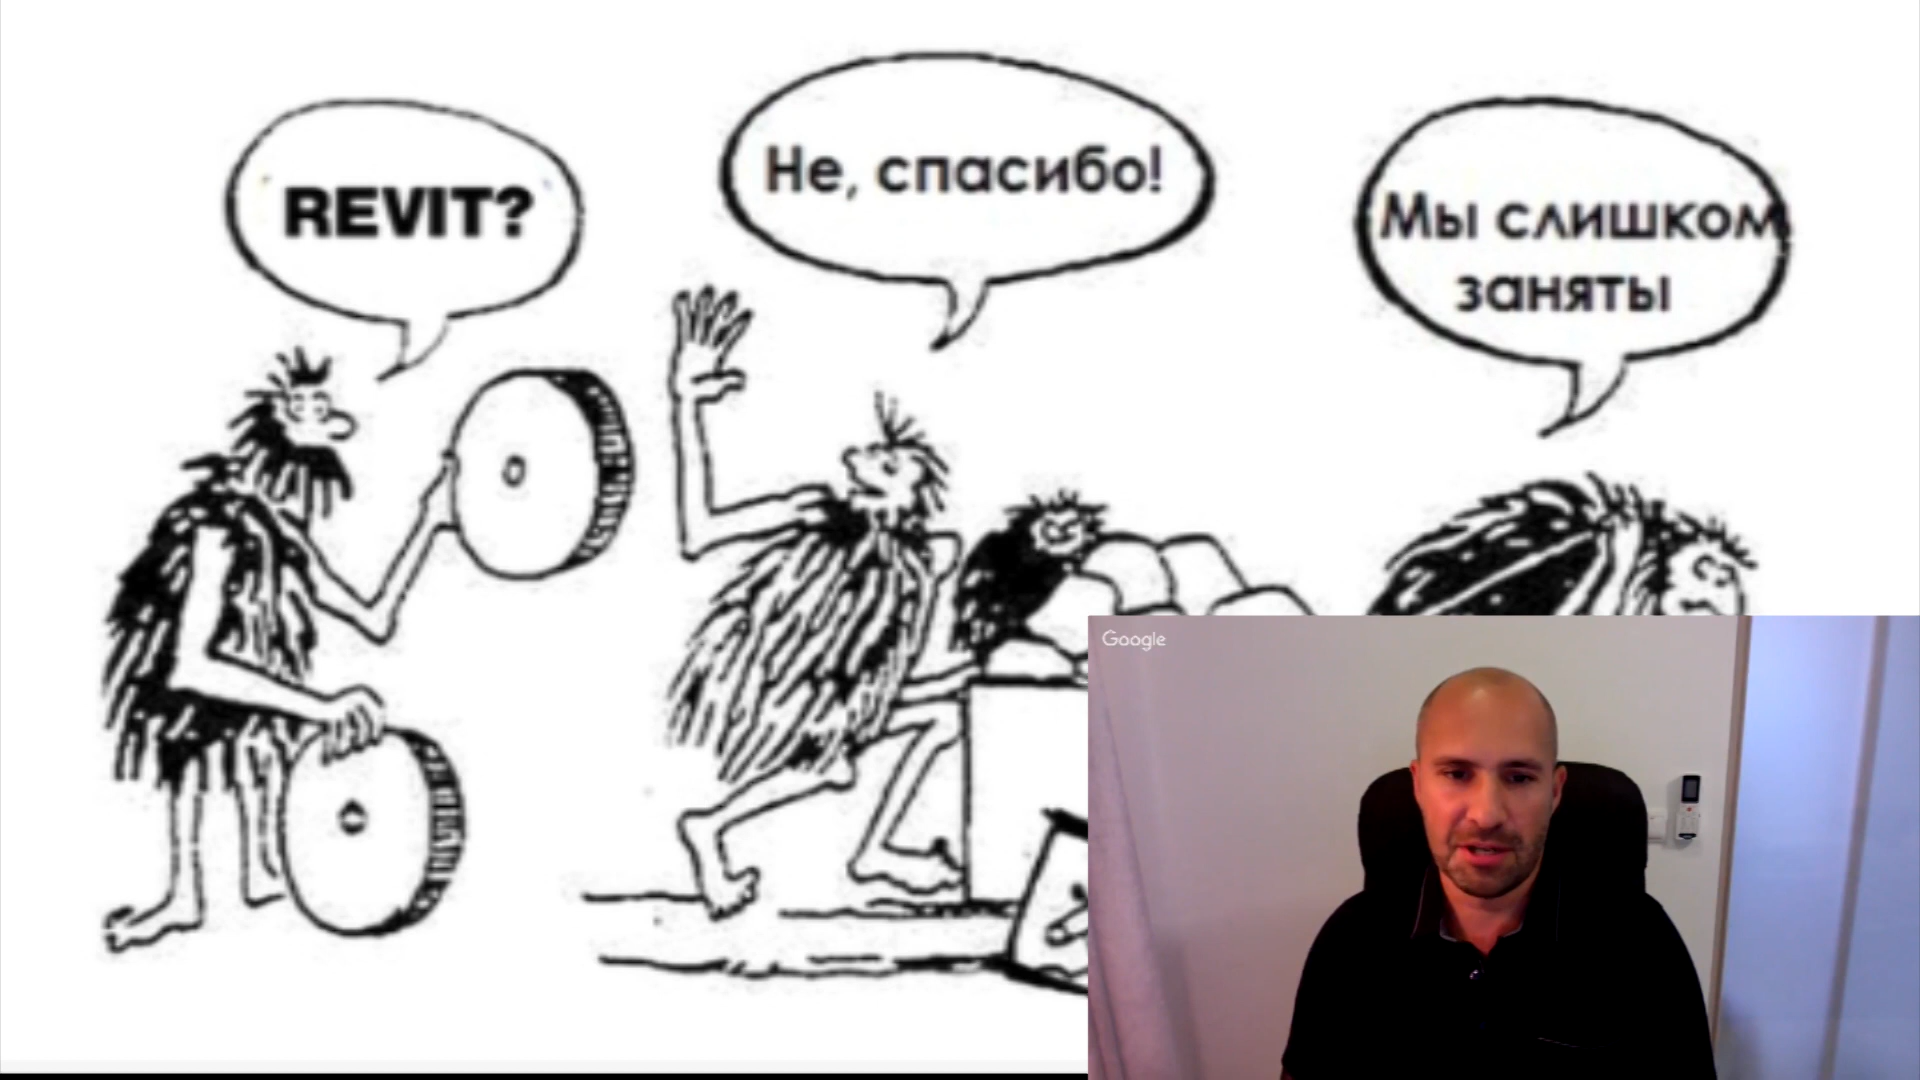 REVIT?
Не, спасибо!
Мы слишком
заняты
Google